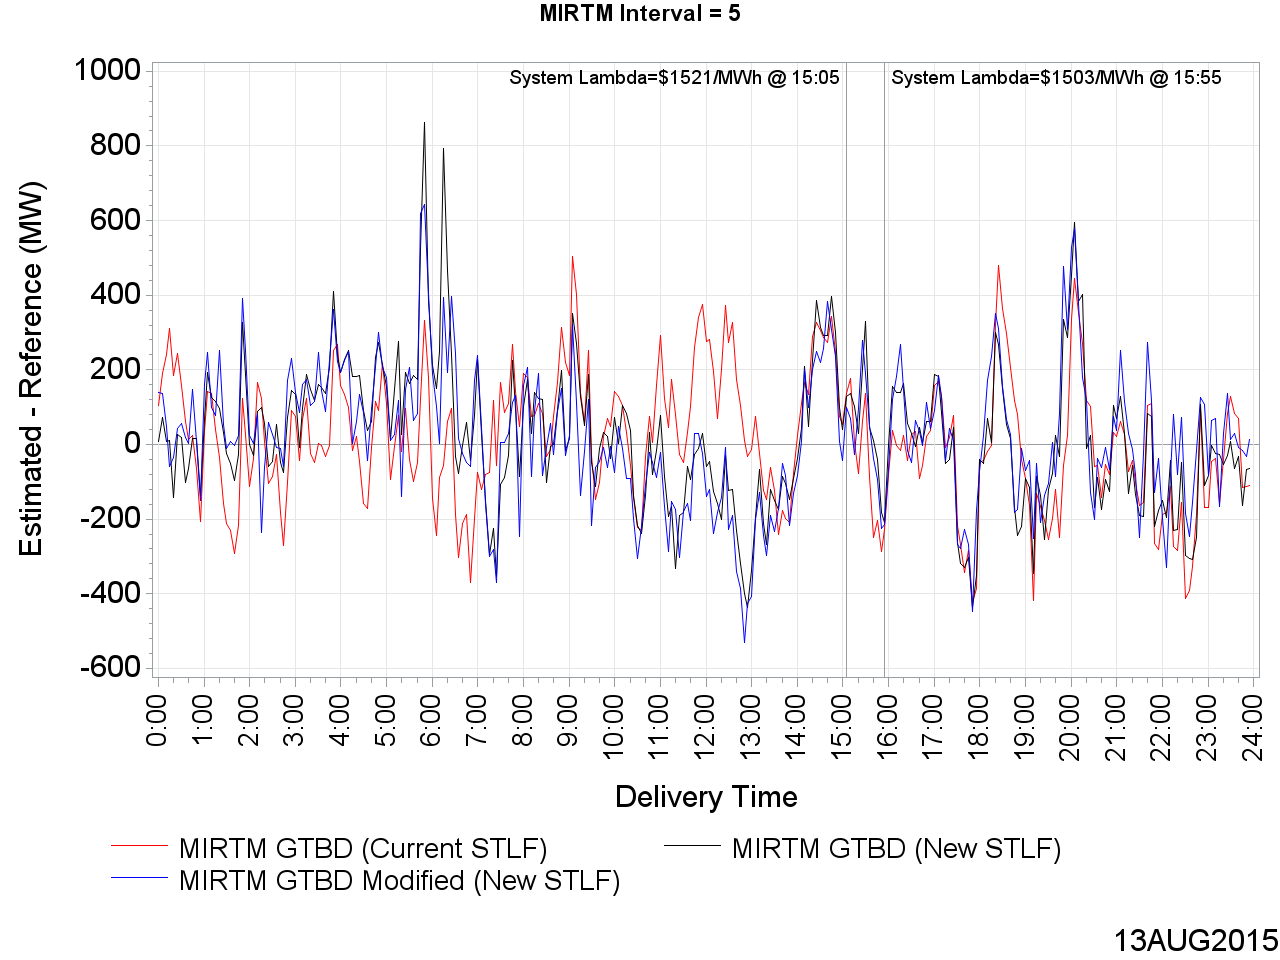 MIRTM Interval = 5
System Lambda=$1521/MWh @ 15:05
System Lambda=$1503/MWh @ 15:55
Estimated - Reference (MW)
1000
800
600
400
200
0
-200
-400
-600
0:00 1:00 2:00 3:00 4:00 5:00 6:00 7:00 8:00 9:00 10:00 11:00 12:00 13:00 14:00 15:00 16:00 17:00 18:00 19:00 20:00 21:00 22:00 23:00 24:00
Delivery Time
MIRTM GTBD (Current STLF)
MIRTM GTBD (New STLF)
MIRTM GTBD Modified (New STLF)
13AUG2015